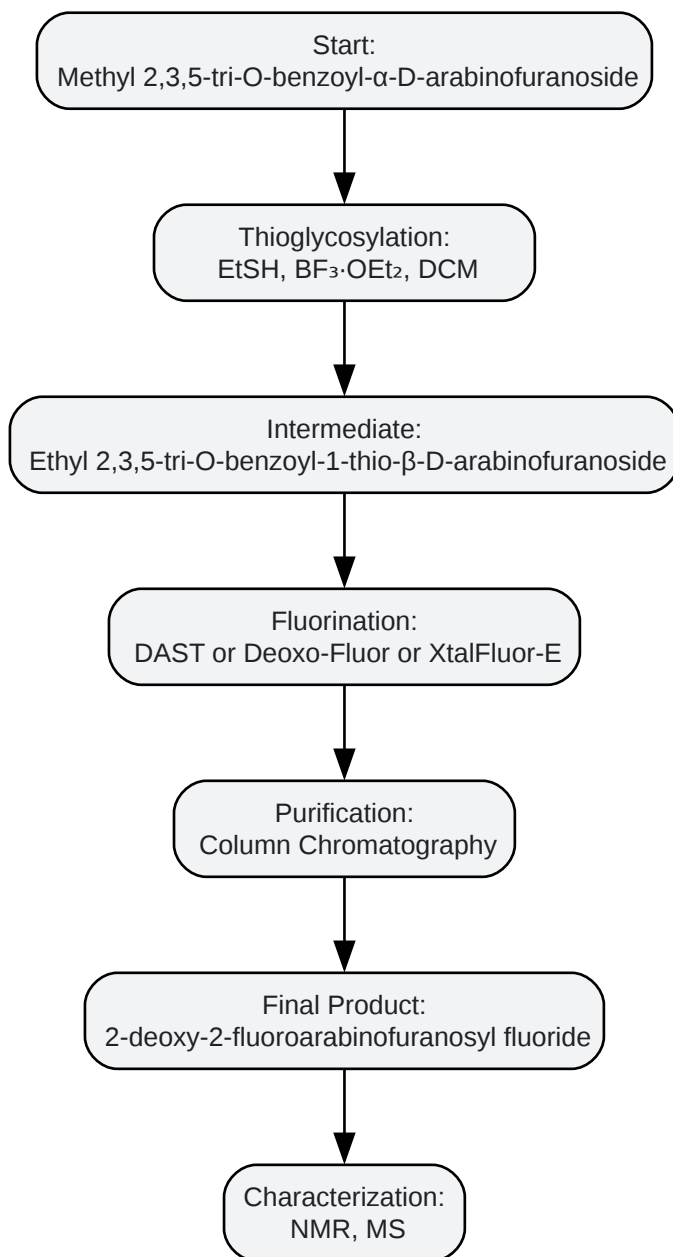 Start:
Methyl 2,3,5-tri-O-benzoyl-α-D-arabinofuranoside
Thioglycosylation:
EtSH, BF₃·OEt₂, DCM
Intermediate:
Ethyl 2,3,5-tri-O-benzoyl-1-thio-β-D-arabinofuranoside
Fluorination:
DAST or Deoxo-Fluor or XtalFluor-E
Purification:
Column Chromatography
Final Product:
2-deoxy-2-fluoroarabinofuranosyl fluoride
Characterization:
NMR, MS